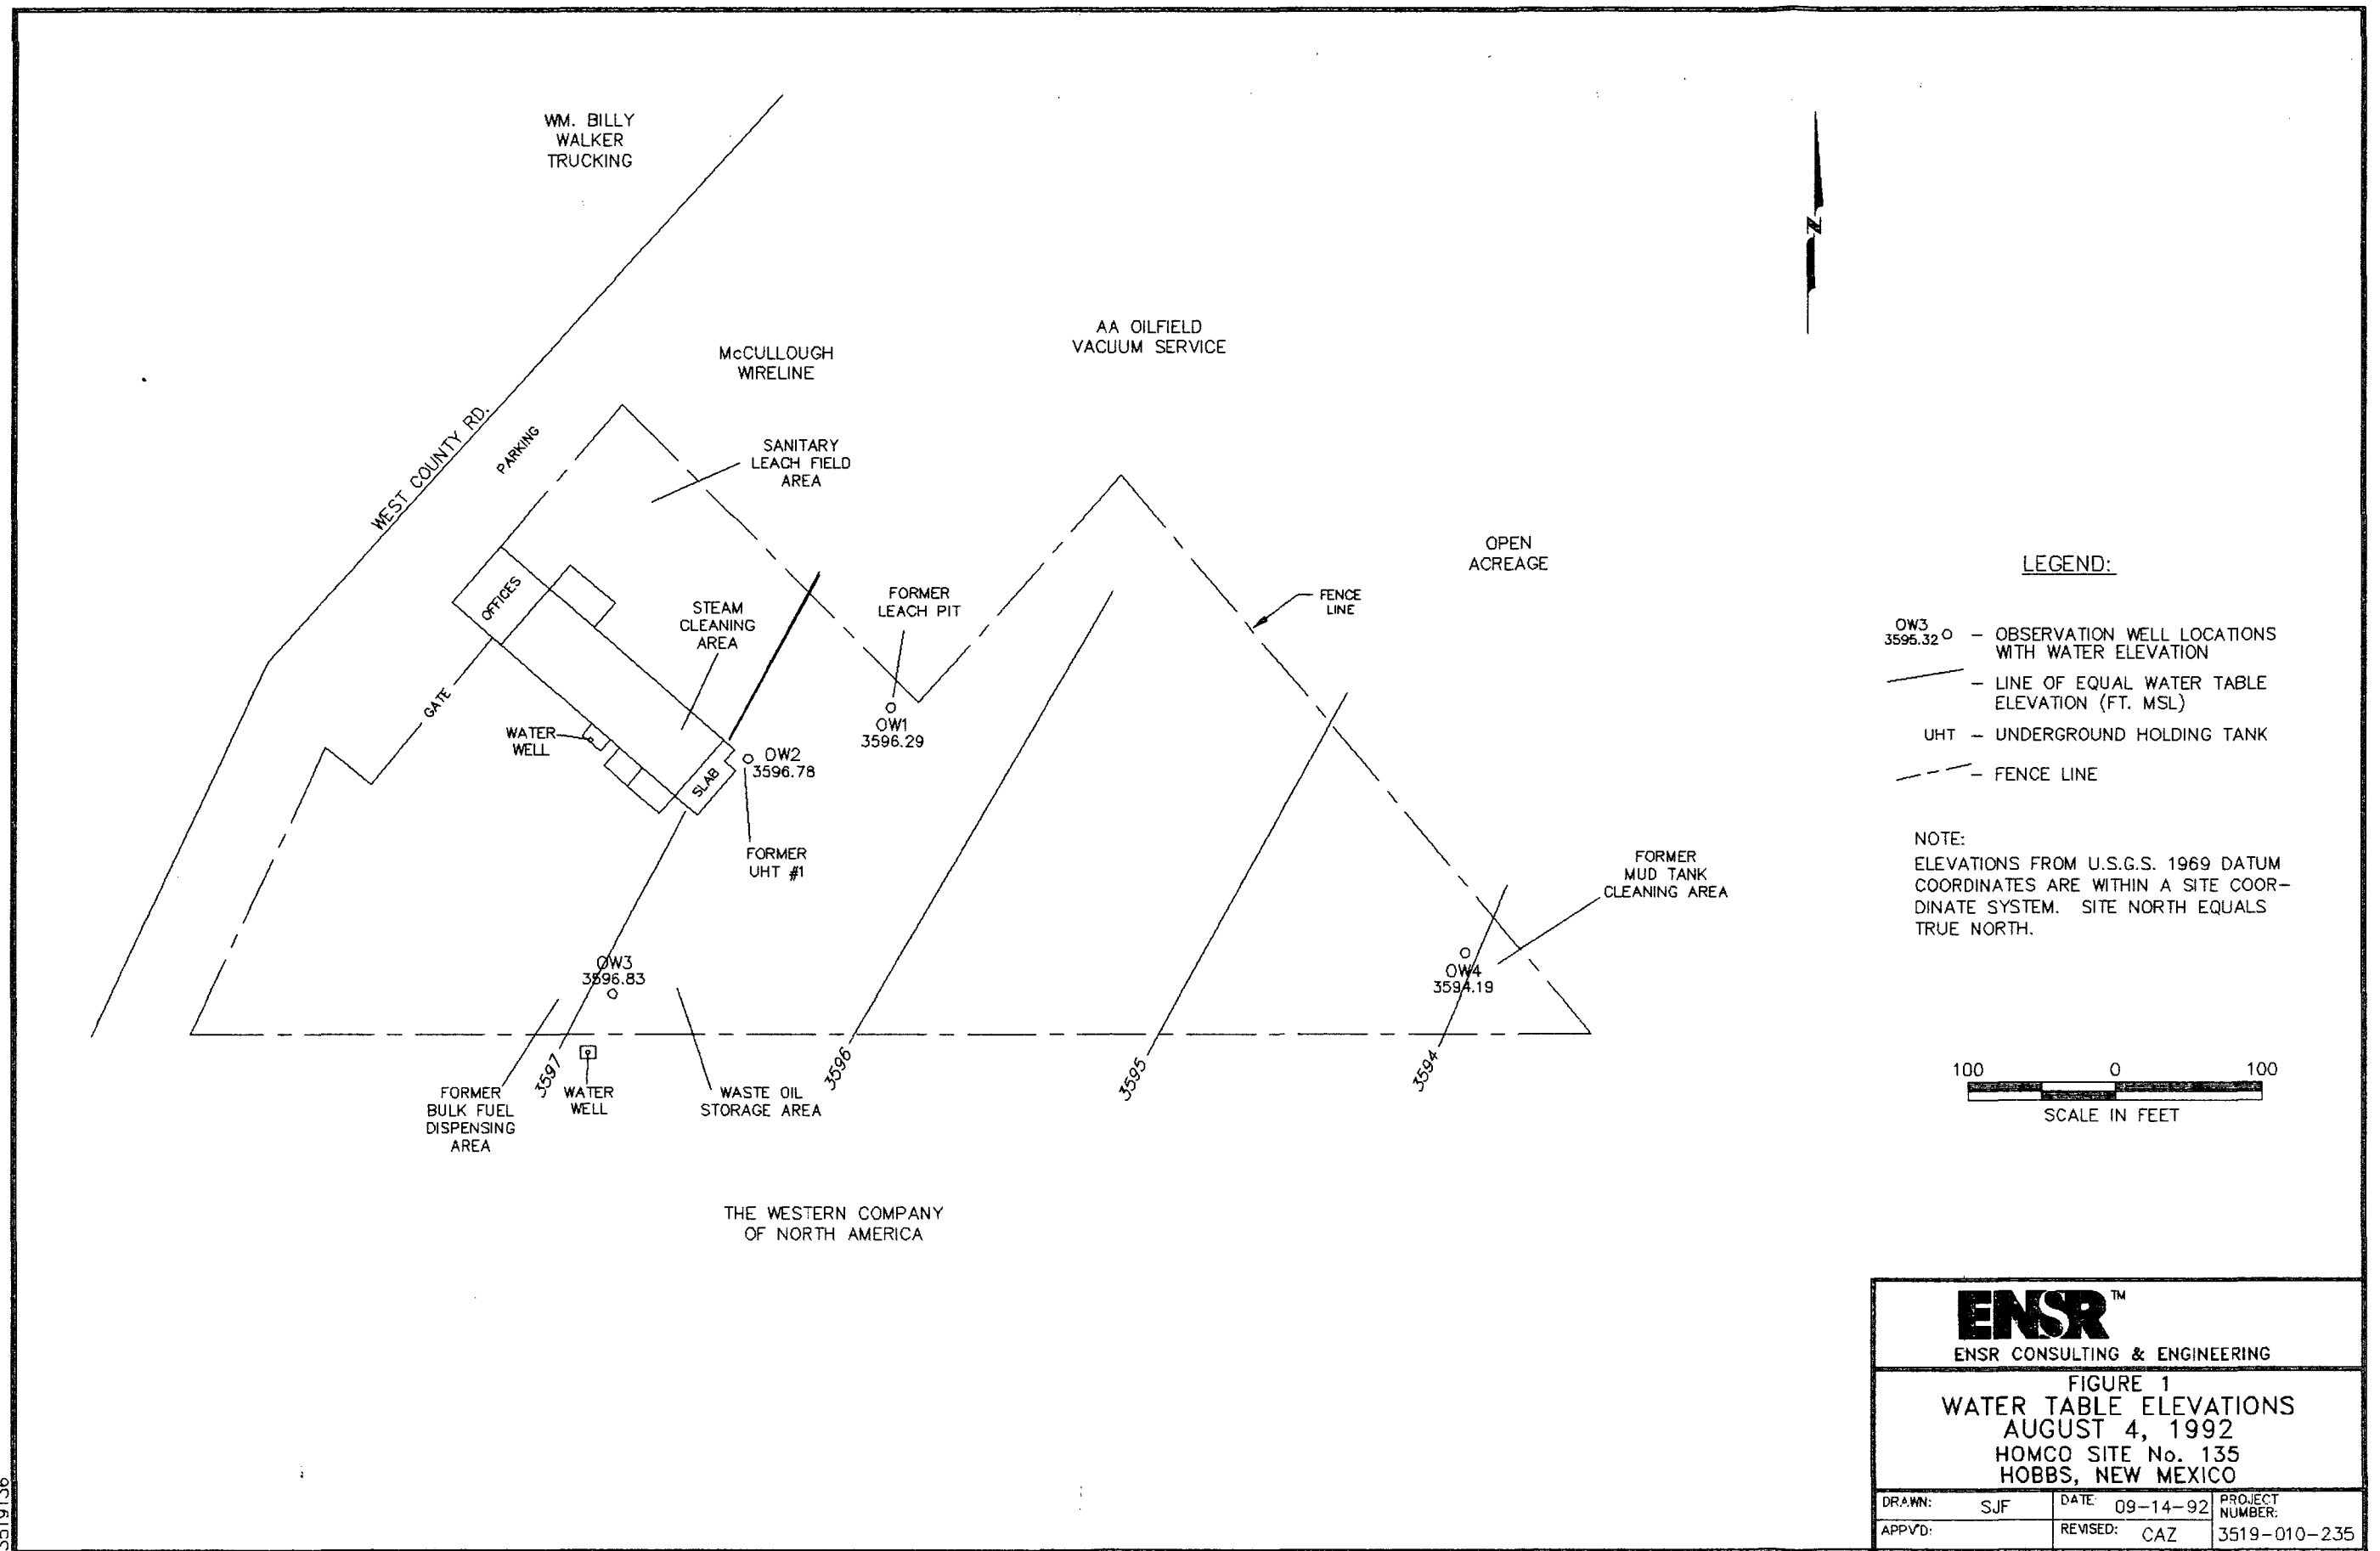 WM. BILLY
WALKER
TRUCKING
McCULLOUGH
WIRELINE
AA OILFIELD
VACUUM SERVICE
WEST COUNTY RD.
PARKING
SANITARY
LEACH FIELD
AREA
OPEN
ACREAGE
OFFICES
STEAM
CLEANING
AREA
FORMER
LEACH PIT
FENCE
LINE
GATE
WATER
WELL
OW1
3596.29
OW2
3596.78
SLAB
FORMER
UHT #1
FORMER
MUD TANK
CLEANING AREA
OW3
3596.83
OW4
3594.19
3597
3596
3595
3594
FORMER
BULK FUEL
DISPENSING
AREA
WATER
WELL
WASTE OIL
STORAGE AREA
THE WESTERN COMPANY
OF NORTH AMERICA
N
LEGEND:
OW3
3595.32 – OBSERVATION WELL LOCATIONS
WITH WATER ELEVATION
– LINE OF EQUAL WATER TABLE
ELEVATION (FT. MSL)
UHT – UNDERGROUND HOLDING TANK
– FENCE LINE
NOTE:
ELEVATIONS FROM U.S.G.S. 1969 DATUM
COORDINATES ARE WITHIN A SITE COOR–
DINATE SYSTEM. SITE NORTH EQUALS
TRUE NORTH.
100 0 100
SCALE IN FEET
ENSR™
ENSR CONSULTING & ENGINEERING
FIGURE 1
WATER TABLE ELEVATIONS
AUGUST 4, 1992
HOMCO SITE No. 135
HOBBS, NEW MEXICO
DRAWN: SJF
DATE: 09–14–92
PROJECT
NUMBER:
3519–010–235
APPV'D:
REVISED: CAZ